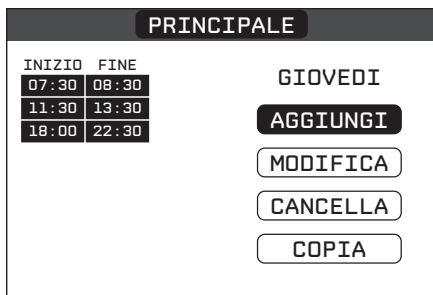 PRINCIPALE
INIZIO FINE
07:30 08:30
11:30 13:30
18:00 22:30
GIOVEDI
AGGIUNGI
MODIFICA
CANCELLA
COPIA